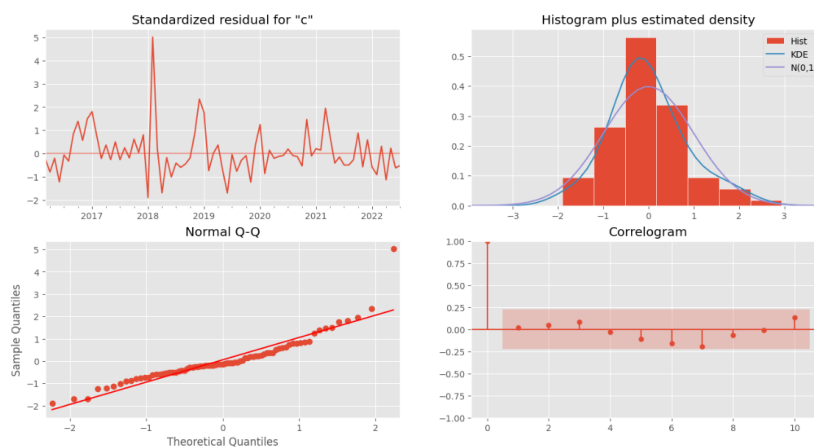 Standardized residual for "c"
5
4
3
2
1
0
−1
−2
2017 2018 2019 2020 2021 2022
Histogram plus estimated density
Hist
KDE
N(0,1
0.5
0.4
0.3
0.2
0.1
0.0
−3 −2 −1 0 1 2 3
Normal Q-Q
Sample Quantiles
5
4
3
2
1
0
−1
−2
−2 −1 0 1 2
Theoretical Quantiles
Correlogram
1.00
0.75
0.50
0.25
0.00
−0.25
−0.50
−0.75
−1.00
0 2 4 6 8 10